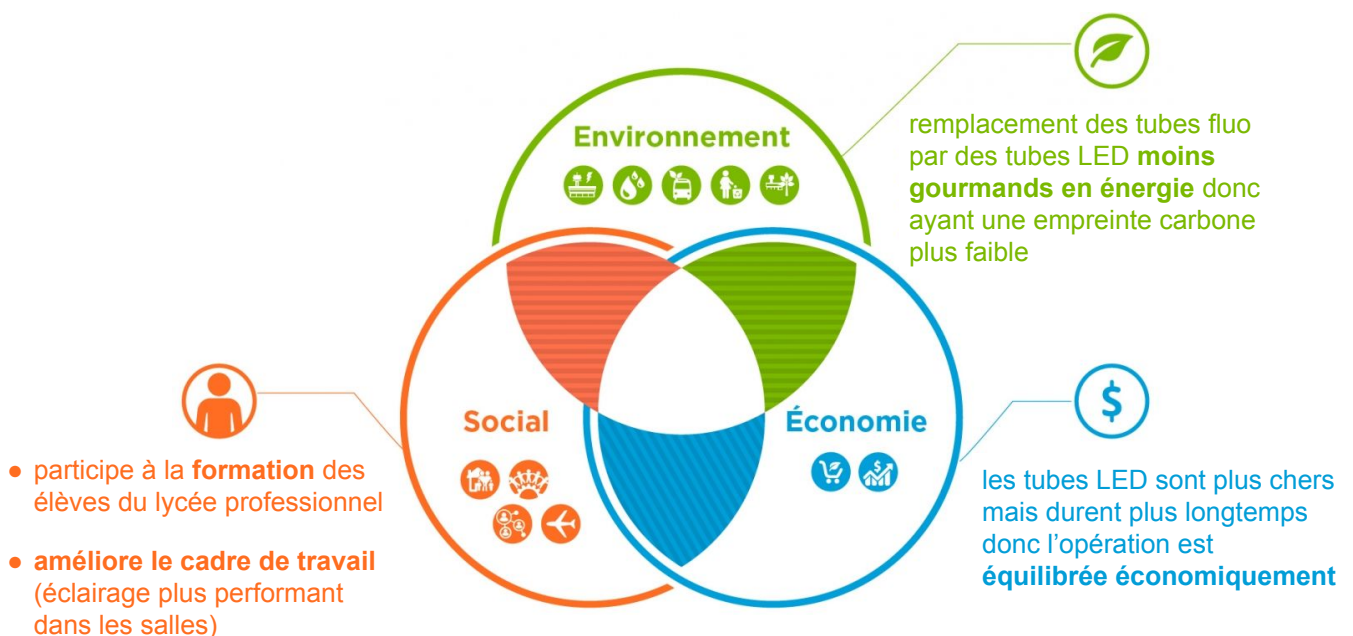 Environnement
remplacement des tubes fluo
par des tubes LED moins
gourmands en énergie donc
ayant une empreinte carbone
plus faible
Social
● participe à la formation des
élèves du lycée professionnel
● améliore le cadre de travail
(éclairage plus performant
dans les salles)
Économie
$
les tubes LED sont plus chers
mais durent plus longtemps
donc l’opération est
équilibrée économiquement